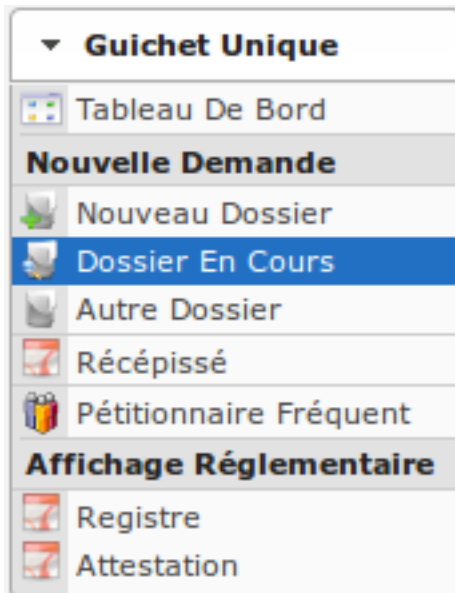 Guichet Unique
Tableau De Bord
Nouvelle Demande
Nouveau Dossier
Dossier En Cours
Autre Dossier
Récépissé
Pétitionnaire Fréquent
Affichage Réglementaire
Registre
Attestation